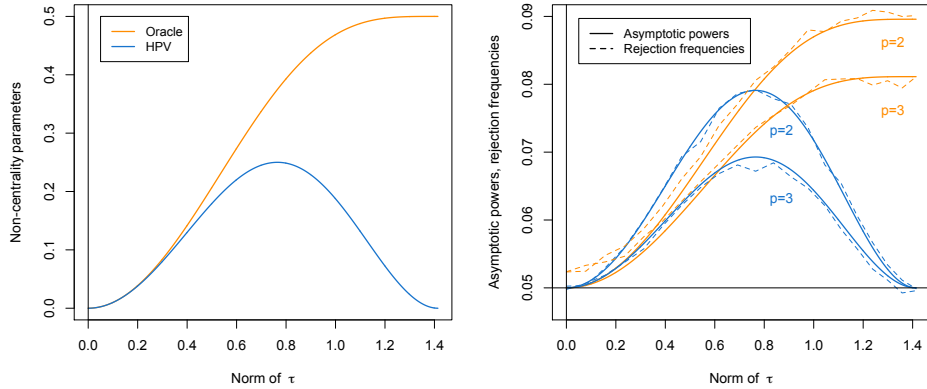 Non-centrality parameters
0.5
0.4
0.3
0.2
0.1
0.0
Oracle
HPV
0.0 0.2 0.4 0.6 0.8 1.0 1.2 1.4
Norm of τ
Asymptotic powers, rejection frequencies
0.09
0.08
0.07
0.06
0.05
Asymptotic powers
Rejection frequencies
p=2
p=3
p=2
p=3
0.0 0.2 0.4 0.6 0.8 1.0 1.2 1.4
Norm of τ